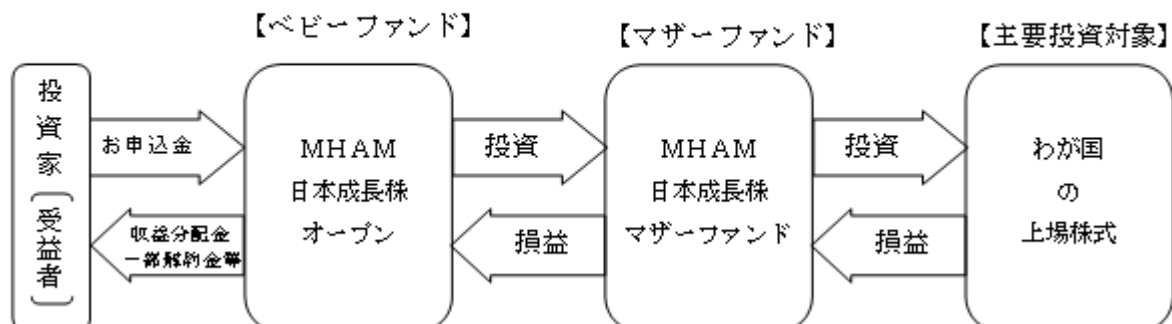 【ベビーファンド】
【マザーファンド】
【主要投資対象】
投資家（受益者）
お申込金
収益分配金
一部解約金等
MHAM
日本成長株
オープン
投資
損益
MHAM
日本成長株
マザーファンド
投資
損益
わが国
の
上場株式